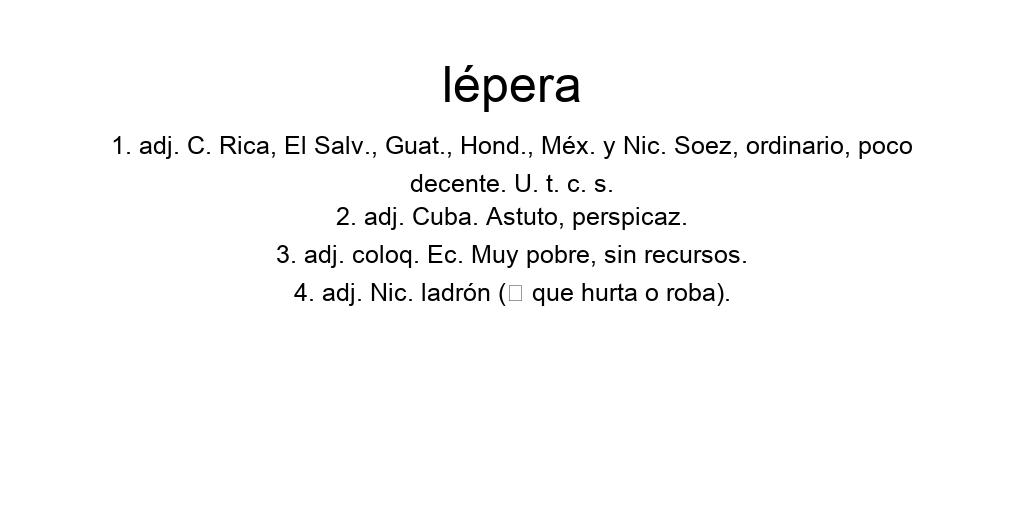 lépera
1. adj. C. Rica, El Salv., Guat., Hond., Méx. y Nic. Soez, ordinario, poco
decente. U. t. c. s.
2. adj. Cuba. Astuto, perspicaz.
3. adj. coloq. Ec. Muy pobre, sin recursos.
4. adj. Nic. ladrón (▯ que hurta o roba).